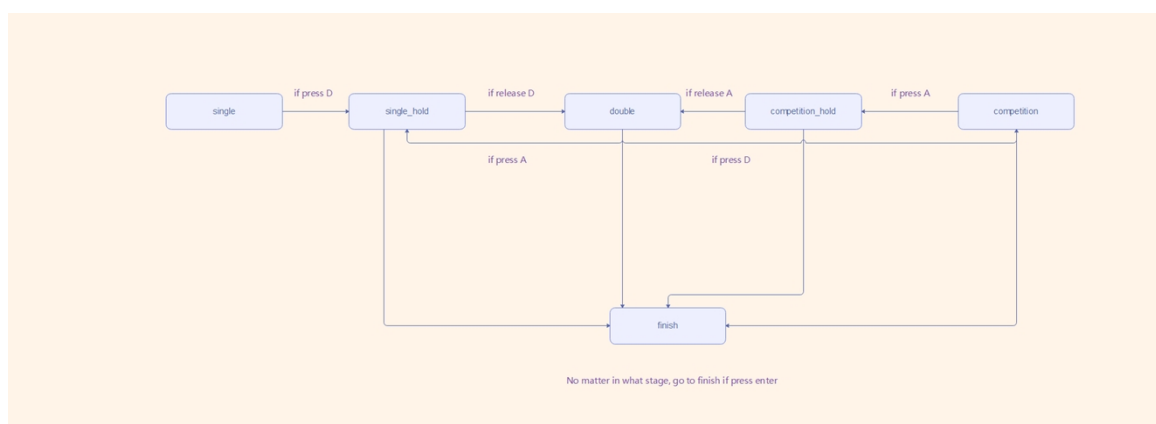 if press D
if release D
if release A
if press A
single
single_hold
double
competition_hold
competition
if press A
if press D
finish
No matter in what stage, go to finish if press enter